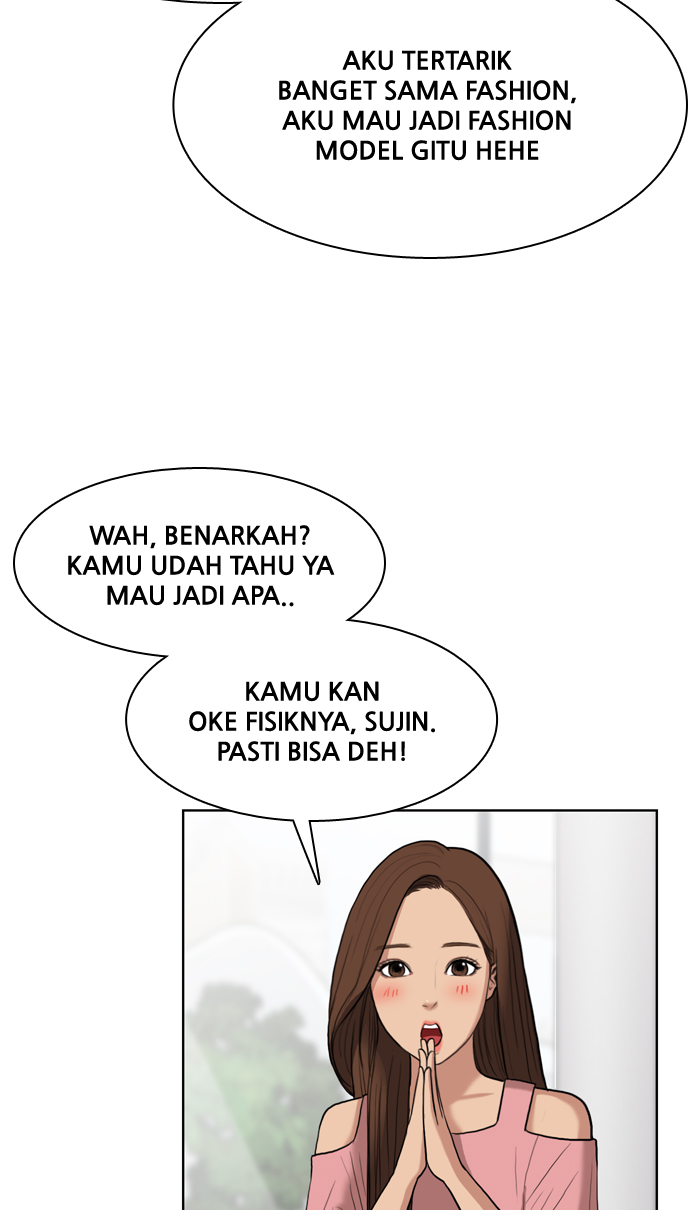 AKU TERTARIK
BANGET SAMA FASHION,
AKU MAU JADI FASHION
MODEL GITU HEHE
WAH, BENARKAH?
KAMU UDAH TAHU YA
MAU JADI APA..
KAMU KAN
OKE FISIKNYA, SUJIN.
PASTI BISA DEH!